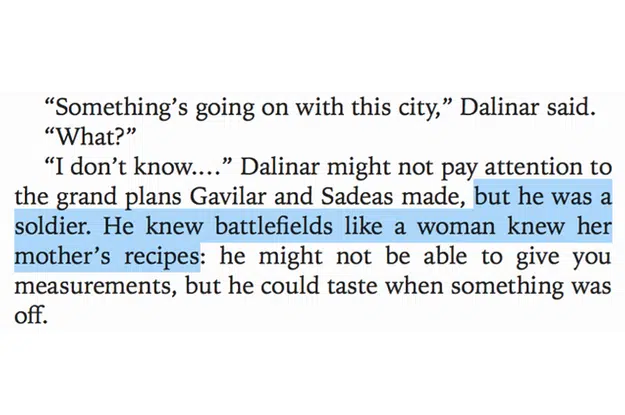 “Something’s going on with this city,” Dalinar said.
“What?”
“I don’t know.…” Dalinar might not pay attention to
the grand plans Gavilar and Sadeas made, but he was a
soldier. He knew battlefields like a woman knew her
mother’s recipes: he might not be able to give you
measurements, but he could taste when something was
off.